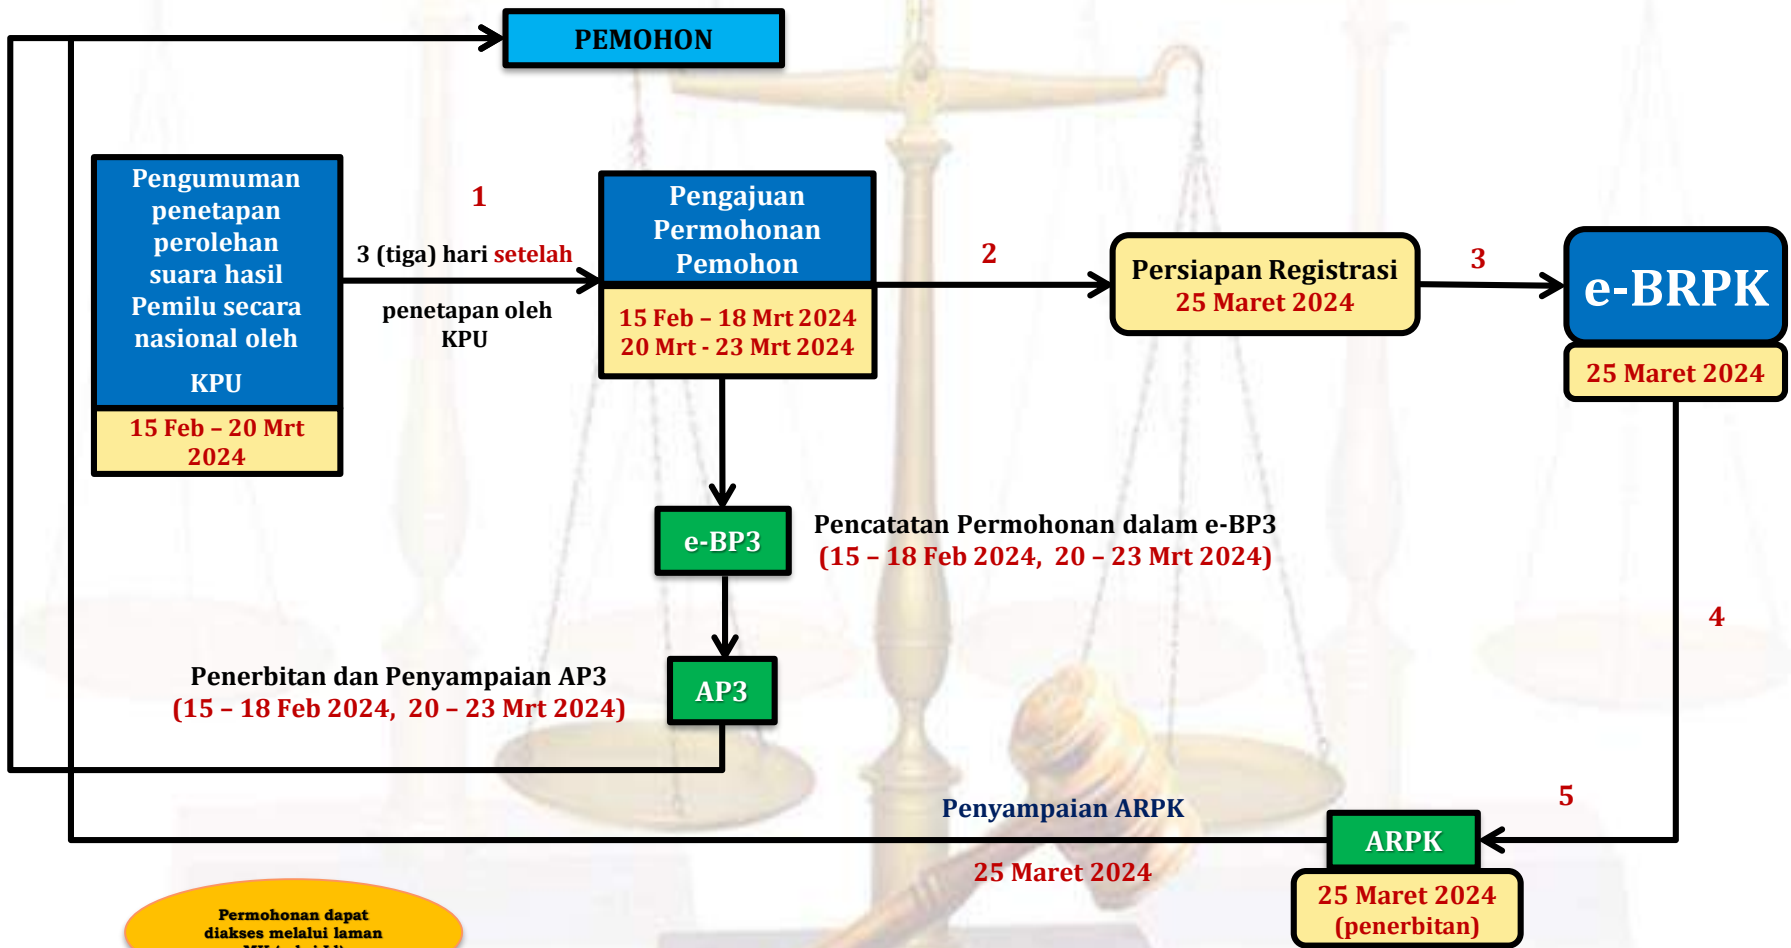 PEMOHON
Pengumuman
penetapan
perolehan
suara hasil
Pemilu secara
nasional oleh
KPU
15 Feb – 20 Mrt
2024
1
3 (tiga) hari setelah
penetapan oleh
KPU
Pengajuan
Permohonan
Pemohon
15 Feb – 18 Mrt 2024
20 Mrt - 23 Mrt 2024
2
Persiapan Registrasi
25 Maret 2024
3
e-BRPK
25 Maret 2024
e-BP3
Pencatatan Permohonan dalam e-BP3
(15 – 18 Feb 2024, 20 – 23 Mrt 2024)
4
Penerbitan dan Penyampaian AP3
(15 – 18 Feb 2024, 20 – 23 Mrt 2024)
AP3
5
Penyampaian ARPK
25 Maret 2024
ARPK
25 Maret 2024
(penerbitan)
Permohonan dapat
diakses melalui laman